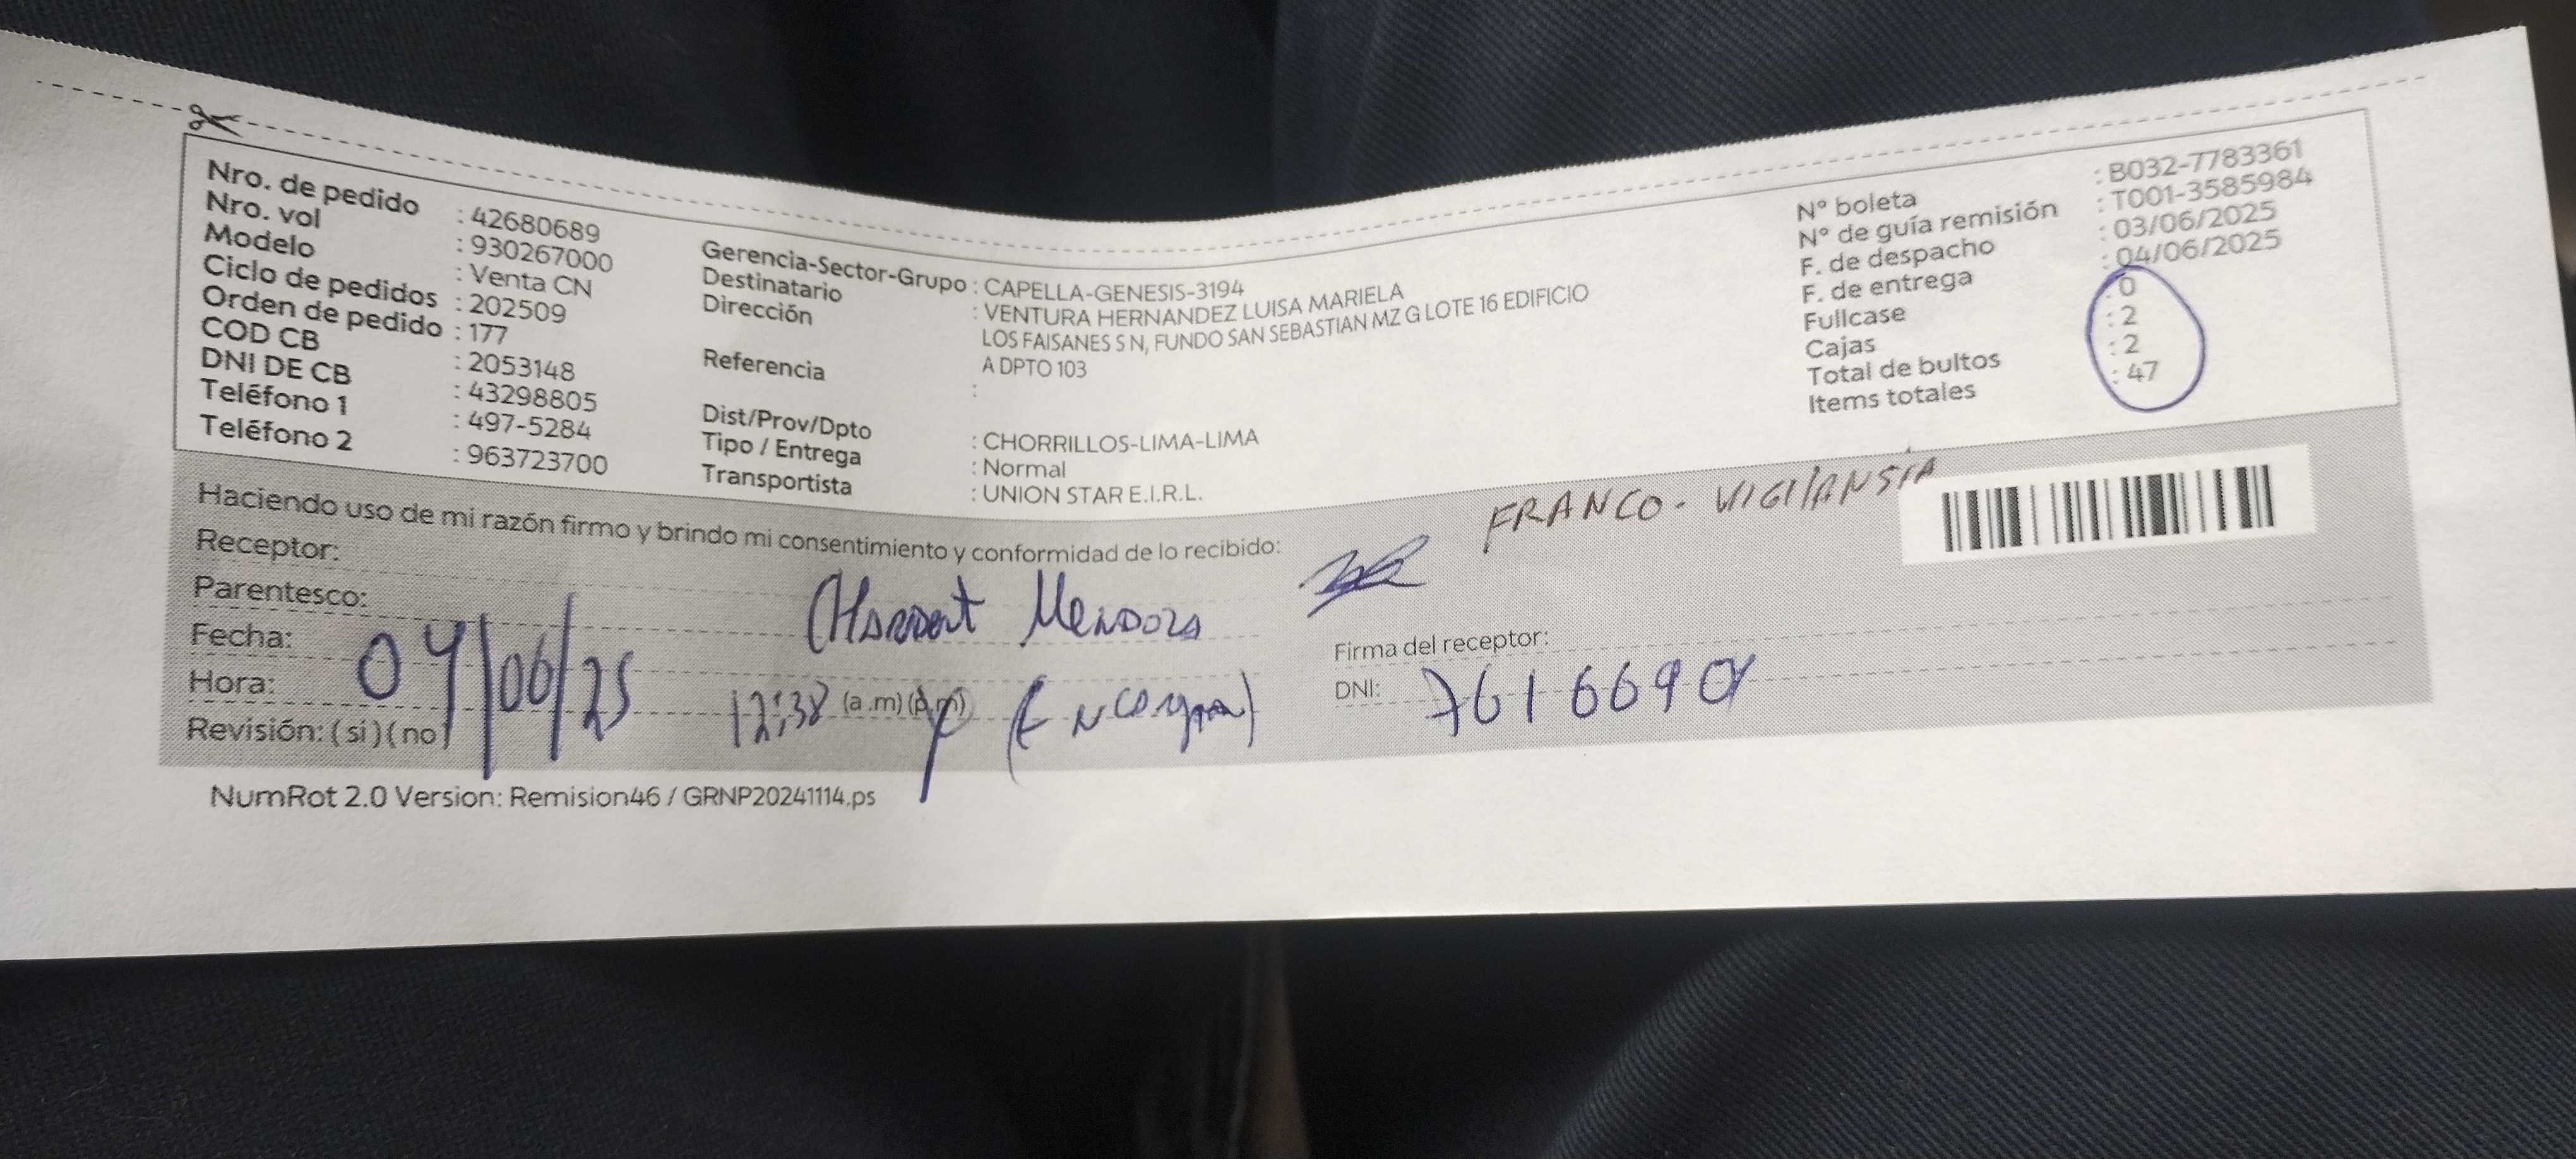 Nro. de pedido : 42680689
Nro. vol : 930267000
Modelo : Venta CN
Ciclo de pedidos : 202509
Orden de pedido : 177
COD CB : 2053148
DNI DE CB : 43298805
Teléfono 1 : 497-5284
Teléfono 2 : 963723700
Gerencia-Sector-Grupo : CAPELLA-GENESIS-3194
Destinatario : VENTURA HERNANDEZ LUISA MARIELA
Dirección : LOS FAISANES S N, FUNDO SAN SEBASTIAN MZ G LOTE 16 EDIFICIO
A DPTO 103
Referencia :
Dist/Prov/Dpto : CHORRILLOS-LIMA-LIMA
Tipo / Entrega : Normal
Transportista : UNION STAR E.I.R.L.
N° boleta : B032-7783361
N° de guía remisión : T001-3585984
F. de despacho : 03/06/2025
F. de entrega : 04/06/2025
Fullcase : 0
Cajas : 2
Total de bultos : 2
Items totales : 47
FRANCO - VIGILANSIA
Haciendo uso de mi razón firmo y brindo mi consentimiento y conformidad de lo recibido:
Receptor: Mendoza
Parentesco:
Fecha: 04/06/25
Hora: 12:38 (a.m) (p.m)
Revisión: (si) (no)
Firma del receptor:
DNI:
NumRot 2.0 Version: Remision46 / GRNP20241114.ps